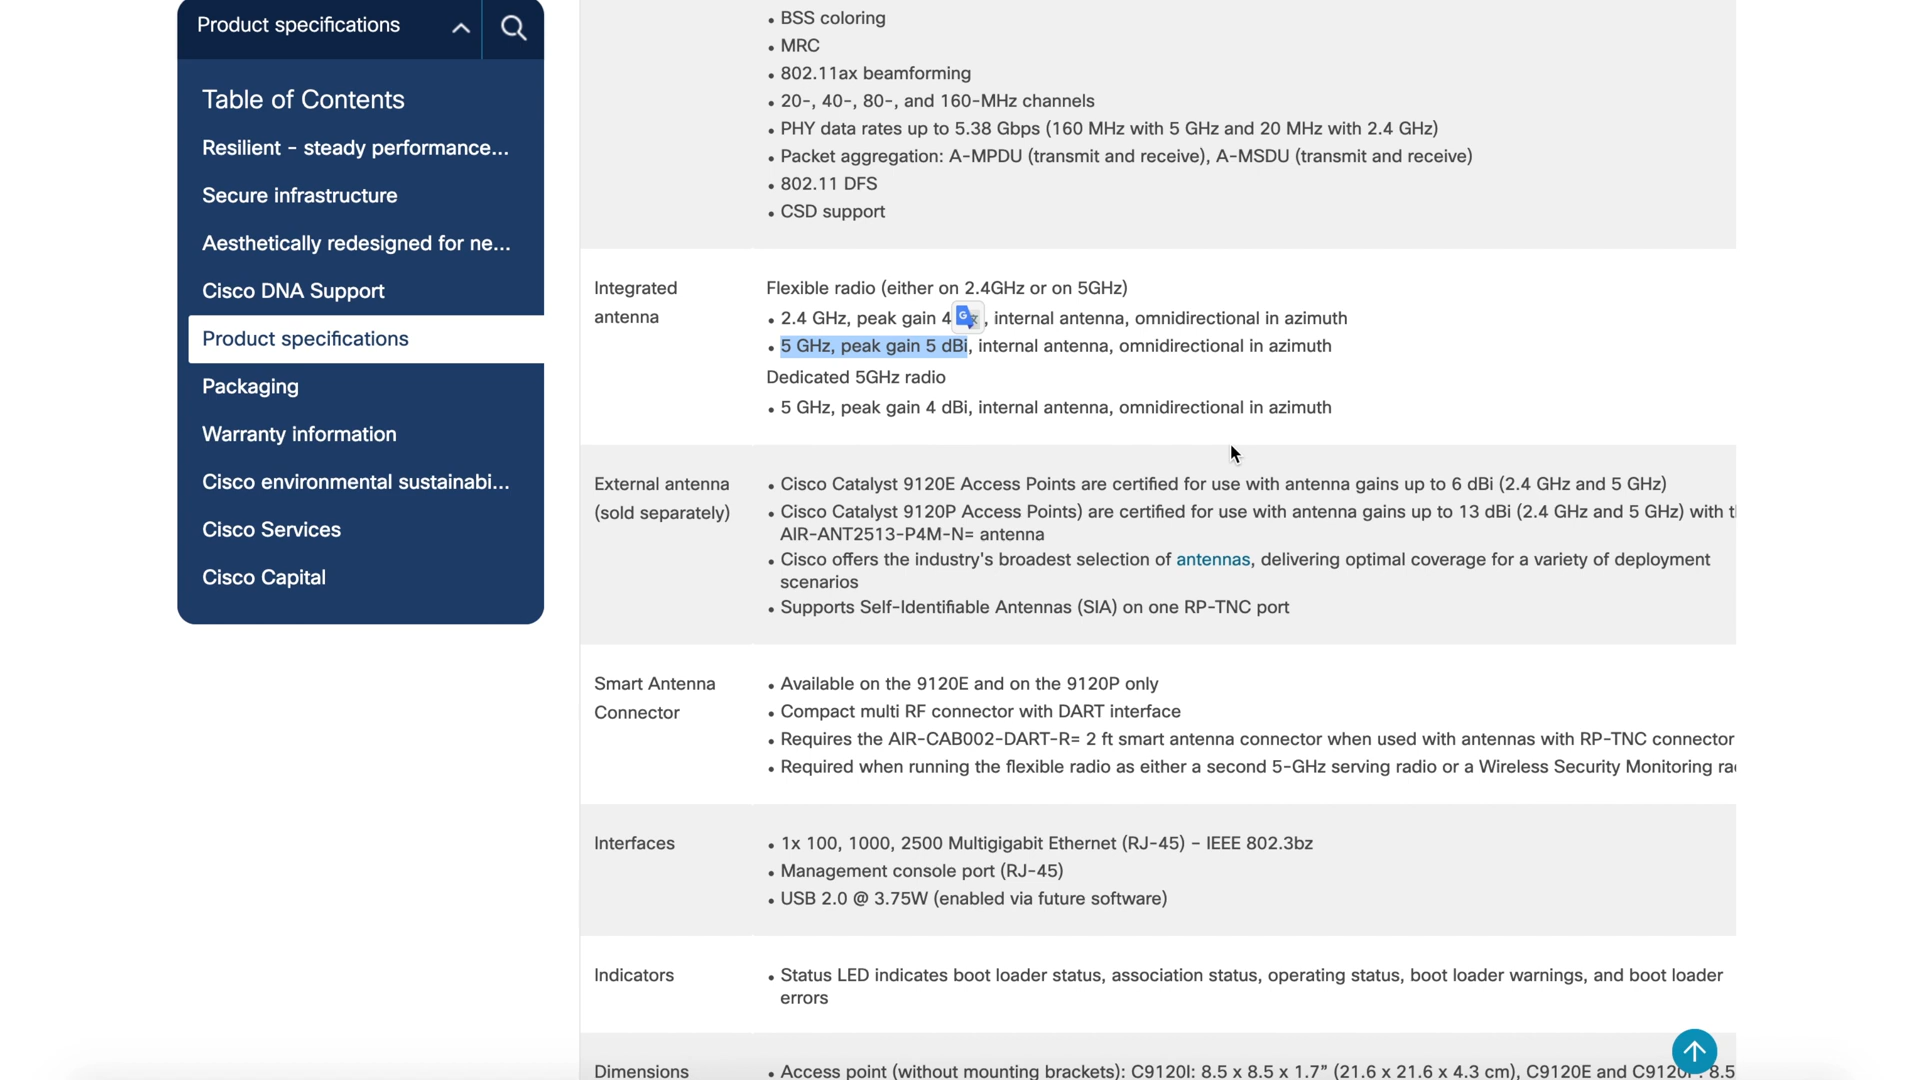 Product specifications
Table of Contents
Resilient - steady performance...
Secure infrastructure
Aesthetically redesigned for ne...
Cisco DNA Support
Product specifications
Packaging
Warranty information
Cisco environmental sustainabi...
Cisco Services
Cisco Capital
• BSS coloring
• MRC
• 802.11ax beamforming
• 20-, 40-, 80-, and 160-MHz channels
• PHY data rates up to 5.38 Gbps (160 MHz with 5 GHz and 20 MHz with 2.4 GHz)
• Packet aggregation: A-MPDU (transmit and receive), A-MSDU (transmit and receive)
• 802.11 DFS
• CSD support
Integrated
antenna
Flexible radio (either on 2.4GHz or on 5GHz)
• 2.4 GHz, peak gain 4 , internal antenna, omnidirectional in azimuth
• 5 GHz, peak gain 5 dBi, internal antenna, omnidirectional in azimuth
Dedicated 5GHz radio
• 5 GHz, peak gain 4 dBi, internal antenna, omnidirectional in azimuth
External antenna
(sold separately)
• Cisco Catalyst 9120E Access Points are certified for use with antenna gains up to 6 dBi (2.4 GHz and 5 GHz)
• Cisco Catalyst 9120P Access Points) are certified for use with antenna gains up to 13 dBi (2.4 GHz and 5 GHz) with
AIR-ANT2513-P4M-N= antenna
• Cisco offers the industry's broadest selection of antennas, delivering optimal coverage for a variety of deployment
scenarios
• Supports Self-Identifiable Antennas (SIA) on one RP-TNC port
Smart Antenna
Connector
• Available on the 9120E and on the 9120P only
• Compact multi RF connector with DART interface
• Requires the AIR-CAB002-DART-R= 2 ft smart antenna connector when used with antennas with RP-TNC connector
• Required when running the flexible radio as either a second 5-GHz serving radio or a Wireless Security Monitoring
Interfaces
• 1x 100, 1000, 2500 Multigigabit Ethernet (RJ-45) – IEEE 802.3bz
• Management console port (RJ-45)
• USB 2.0 @ 3.75W (enabled via future software)
Indicators
• Status LED indicates boot loader status, association status, operating status, boot loader warnings, and boot loader
errors
Dimensions
• Access point (without mounting brackets): C9120I: 8.5 x 8.5 x 1.7” (21.6 x 21.6 x 4.3 cm), C9120E and 8.5